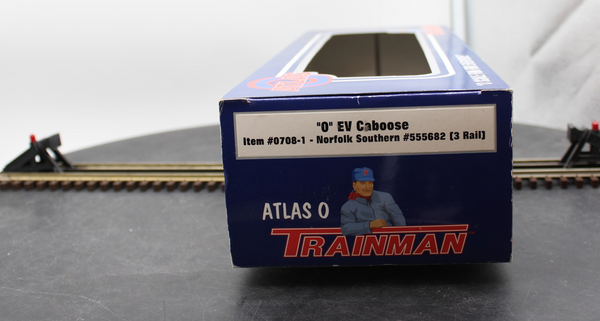 "O" EV Caboose
Item #0708-1 - Norfolk Southern #555682 [3 Rail]
ATLAS O
TRAINMAN